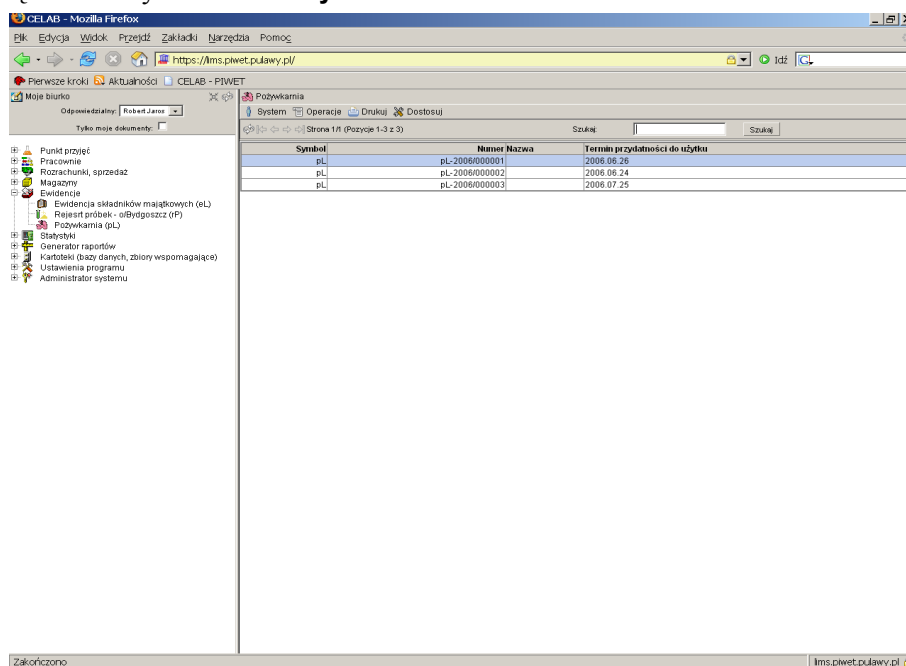 CELAB - Mozilla Firefox
Plik Edycja Widok Przejdź Zakładki Narzędzia Pomoc
https://lims.piwet.pulawy.pl/ Idź
Pierwsze kroki Aktualności CELAB - PIWET
Moje biurko
Odpowiedzialny: Robert Jaros
Tylko moje dokumenty:
Punkt przyjęć
Pracownie
Rozrachunki, sprzedaż
Magazyny
Ewidencje
Ewidencja składników majątkowych (eL)
Rejesrt próbek - o/Bydgoszcz (rP)
Pożywkarnia (pL)
Statystyki
Generator raportów
Kartoteki (bazy danych, zbiory wspomagające)
Ustawienia programu
Administrator systemu
Pożywkarnia
System Operacje Drukuj Dostosuj
Strona 1/1 (Pozycje 1-3 z 3) Szukaj: Szukaj
Symbol Numer Nazwa Termin przydatności do użytku
pL pL-2006/000001 2006.06.26
pL pL-2006/000002 2006.06.24
pL pL-2006/000003 2006.07.25
Zakończono lims.piwet.pulawy.pl